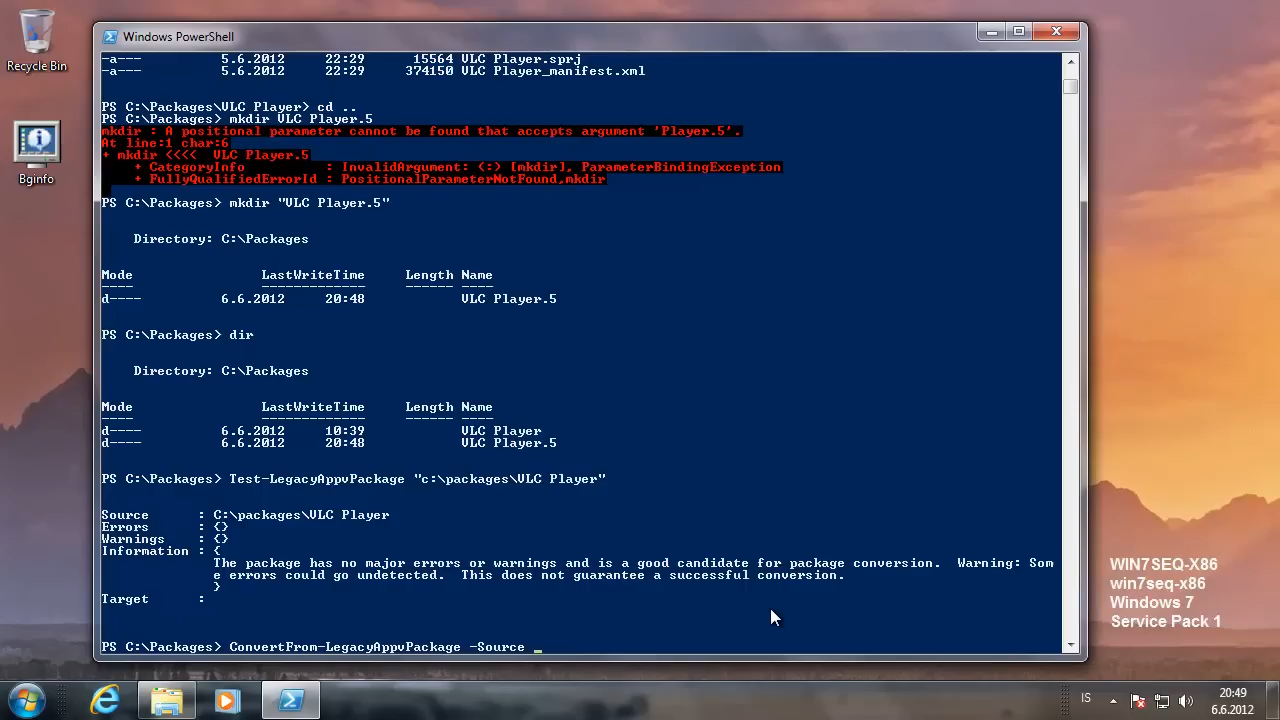 Recycle Bin
Bginfo
Windows PowerShell
-a--- 5.6.2012 22:29 15564 VLC Player.sprj
-a--- 5.6.2012 22:29 374150 VLC Player_manifest.xml
PS C:\Packages\VLC Player> cd ..
PS C:\Packages> mkdir VLC Player.5
mkdir : A positional parameter cannot be found that accepts argument 'Player.5'.
At line:1 char:6
+ mkdir <<<< VLC Player.5
+ CategoryInfo : InvalidArgument: (:) [mkdir], ParameterBindingException
+ FullyQualifiedErrorId : PositionalParameterNotFound,mkdir
PS C:\Packages> mkdir "VLC Player.5"
Directory: C:\Packages
Mode LastWriteTime Length Name
---- ------------- ------ ----
d---- 6.6.2012 20:48 VLC Player.5
PS C:\Packages> dir
Directory: C:\Packages
Mode LastWriteTime Length Name
---- ------------- ------ ----
d---- 6.6.2012 10:39 VLC Player
d---- 6.6.2012 20:48 VLC Player.5
PS C:\Packages> Test-LegacyAppvPackage "c:\packages\VLC Player"
Source : C:\packages\VLC Player
Errors : {}
Warnings : {}
Information : {
The package has no major errors or warnings and is a good candidate for package conversion. Warning: Som
e errors could go undetected. This does not guarantee a successful conversion.
}
Target :
PS C:\Packages> ConvertFrom-LegacyAppvPackage -Source _
WIN7SEQ-X86
win7seq-x86
Windows 7
Service Pack 1
IS
20:49
6.6.2012